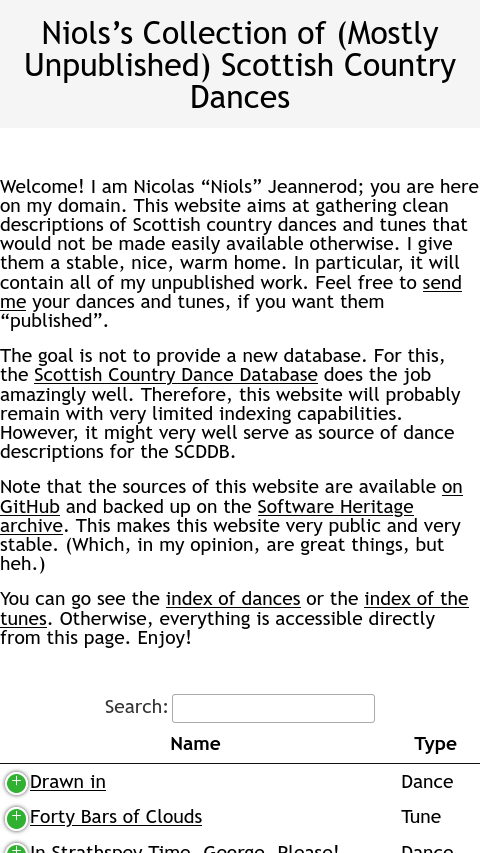 Niols’s Collection of (Mostly
Unpublished) Scottish Country
Dances
Welcome! I am Nicolas “Niols” Jeannerod; you are here
on my domain. This website aims at gathering clean
descriptions of Scottish country dances and tunes that
would not be made easily available otherwise. I give
them a stable, nice, warm home. In particular, it will
contain all of my unpublished work. Feel free to send
me your dances and tunes, if you want them
“published”.
The goal is not to provide a new database. For this,
the Scottish Country Dance Database does the job
amazingly well. Therefore, this website will probably
remain with very limited indexing capabilities.
However, it might very well serve as source of dance
descriptions for the SCDDB.
Note that the sources of this website are available on
GitHub and backed up on the Software Heritage
archive. This makes this website very public and very
stable. (Which, in my opinion, are great things, but
heh.)
You can go see the index of dances or the index of the
tunes. Otherwise, everything is accessible directly
from this page. Enjoy!
Search:
Name Type
Drawn in Dance
Forty Bars of Clouds Tune
In Strathspey Time, George, Please! Dance